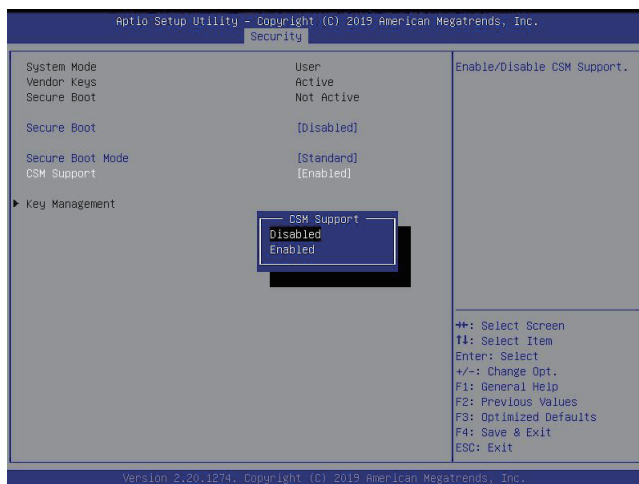 Aptio Setup Utility – Copyright (C) 2019 American Megatrends, Inc.
Security
System Mode User
Vendor Keys Active
Secure Boot Not Active
Secure Boot [Disabled]
Secure Boot Mode [Standard]
CSM Support [Enabled]
▶ Key Management
CSM Support
Disabled
Enabled
Enable/Disable CSM Support.
→←: Select Screen
↑↓: Select Item
Enter: Select
+/-: Change Opt.
F1: General Help
F2: Previous Values
F3: Optimized Defaults
F4: Save & Exit
ESC: Exit
Version 2.20.1274. Copyright (C) 2019 American Megatrends, Inc.